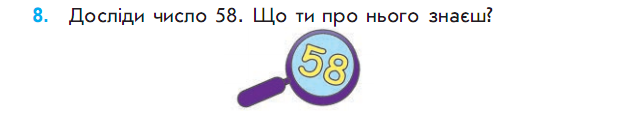 8. Досліди число 58. Що ти про нього знаєш?
58